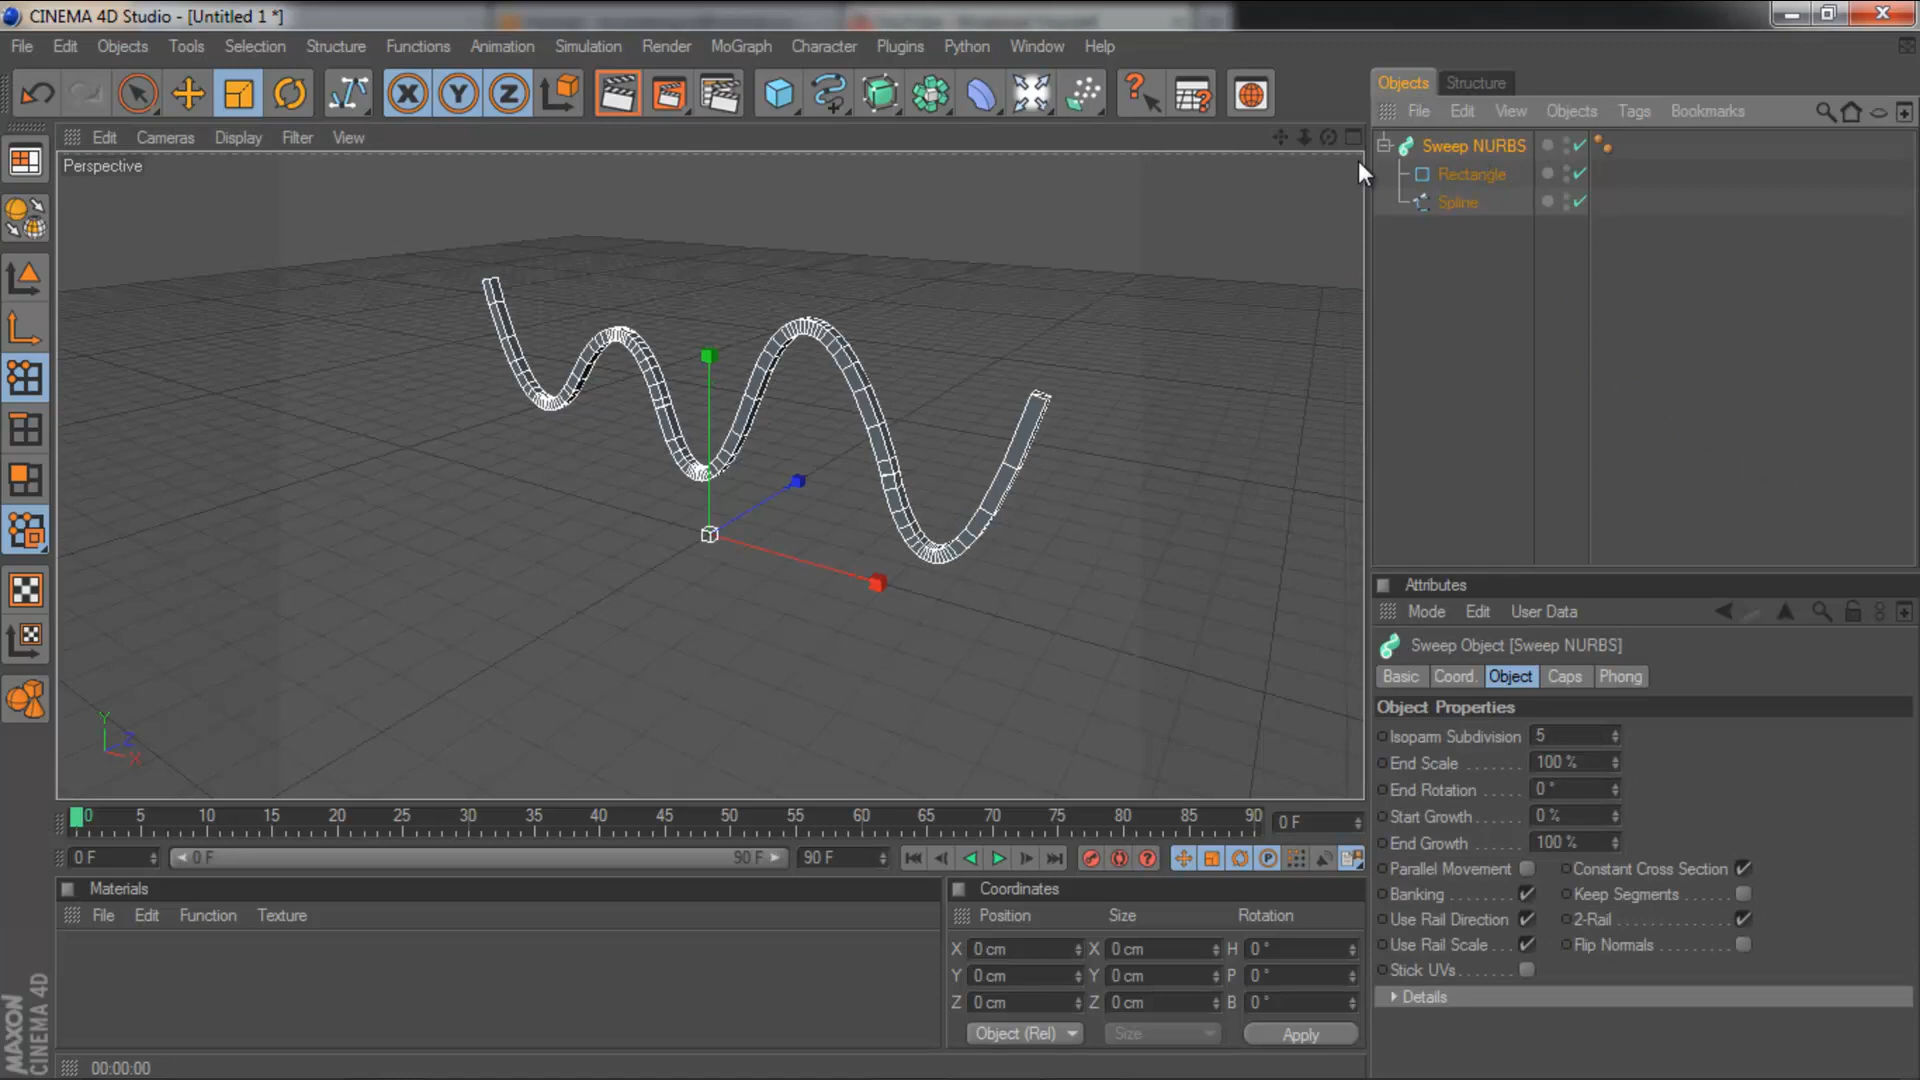 CINEMA 4D Studio - [Untitled 1 *]
File Edit Objects Tools Selection Structure Functions Animation Simulation Render MoGraph Character Plugins Python Window Help
X Y Z
Objects Structure
File Edit View Objects Tags Bookmarks
Edit Cameras Display Filter View
Perspective
Sweep NURBS
Rectangle
Spline
Y
Z
X
Attributes
Mode Edit User Data
Sweep Object [Sweep NURBS]
Basic Coord. Object Caps Phong
Object Properties
Isoparm Subdivision 5
End Scale . . . . . . 100 %
End Rotation . . . . . 0 °
Start Growth . . . . . 0 %
End Growth . . . . . 100 %
Parallel Movement Constant Cross Section
Banking . . . . . . . Keep Segments . . . . .
Use Rail Direction 2-Rail . . . . . . . . . .
Use Rail Scale . . . Flip Normals . . . . . .
Stick UVs . . . . . .
Details
0 5 10 15 20 25 30 35 40 45 50 55 60 65 70 75 80 85 90 0 F
0 F 0 F 90 F 90 F
Materials
File Edit Function Texture
Coordinates
Position Size Rotation
X 0 cm X 0 cm H 0 °
Y 0 cm Y 0 cm P 0 °
Z 0 cm Z 0 cm B 0 °
Object (Rel) Size Apply
MAXON
CINEMA 4D
00:00:00